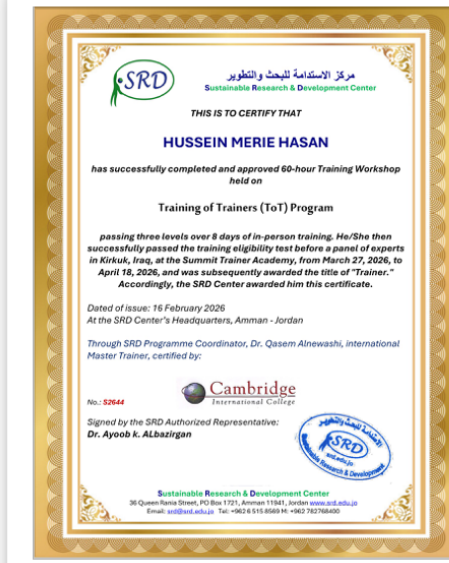 SRD
مركز الاستدامة للبحث والتطوير
Sustainable Research & Development Center
THIS IS TO CERTIFY THAT
HUSSEIN MERIE HASAN
has successfully completed and approved 60-hour Training Workshop
held on
Training of Trainers (ToT) Program
passing three levels over 8 days of in-person training. He/She then
successfully passed the training eligibility test before a panel of experts
in Kirkuk, Iraq, at the Summit Trainer Academy, from March 27, 2026, to
April 18, 2026, and was subsequently awarded the title of "Trainer."
Accordingly, the SRD Center awarded him this certificate.
Dated of issue: 16 February 2026
At the SRD Center's Headquarters, Amman - Jordan
Through SRD Programme Coordinator, Dr. Qasem Alnewashi, international
Master Trainer, certified by:
Cambridge
International College
No.: S2644
Signed by the SRD Authorized Representative:
Dr. Ayoob k. ALbazirgan
الاستدامة للبحث والتطوير
SRD
srd.edu.jo
Sustainable Research & Development
Sustainable Research & Development Center
36 Queen Rania Street, PO Box 1721, Amman 11941, Jordan www.srd.edu.jo
Email: srd@srd.edu.jo Tel: +962 6 515 8569 M: +962 782768400